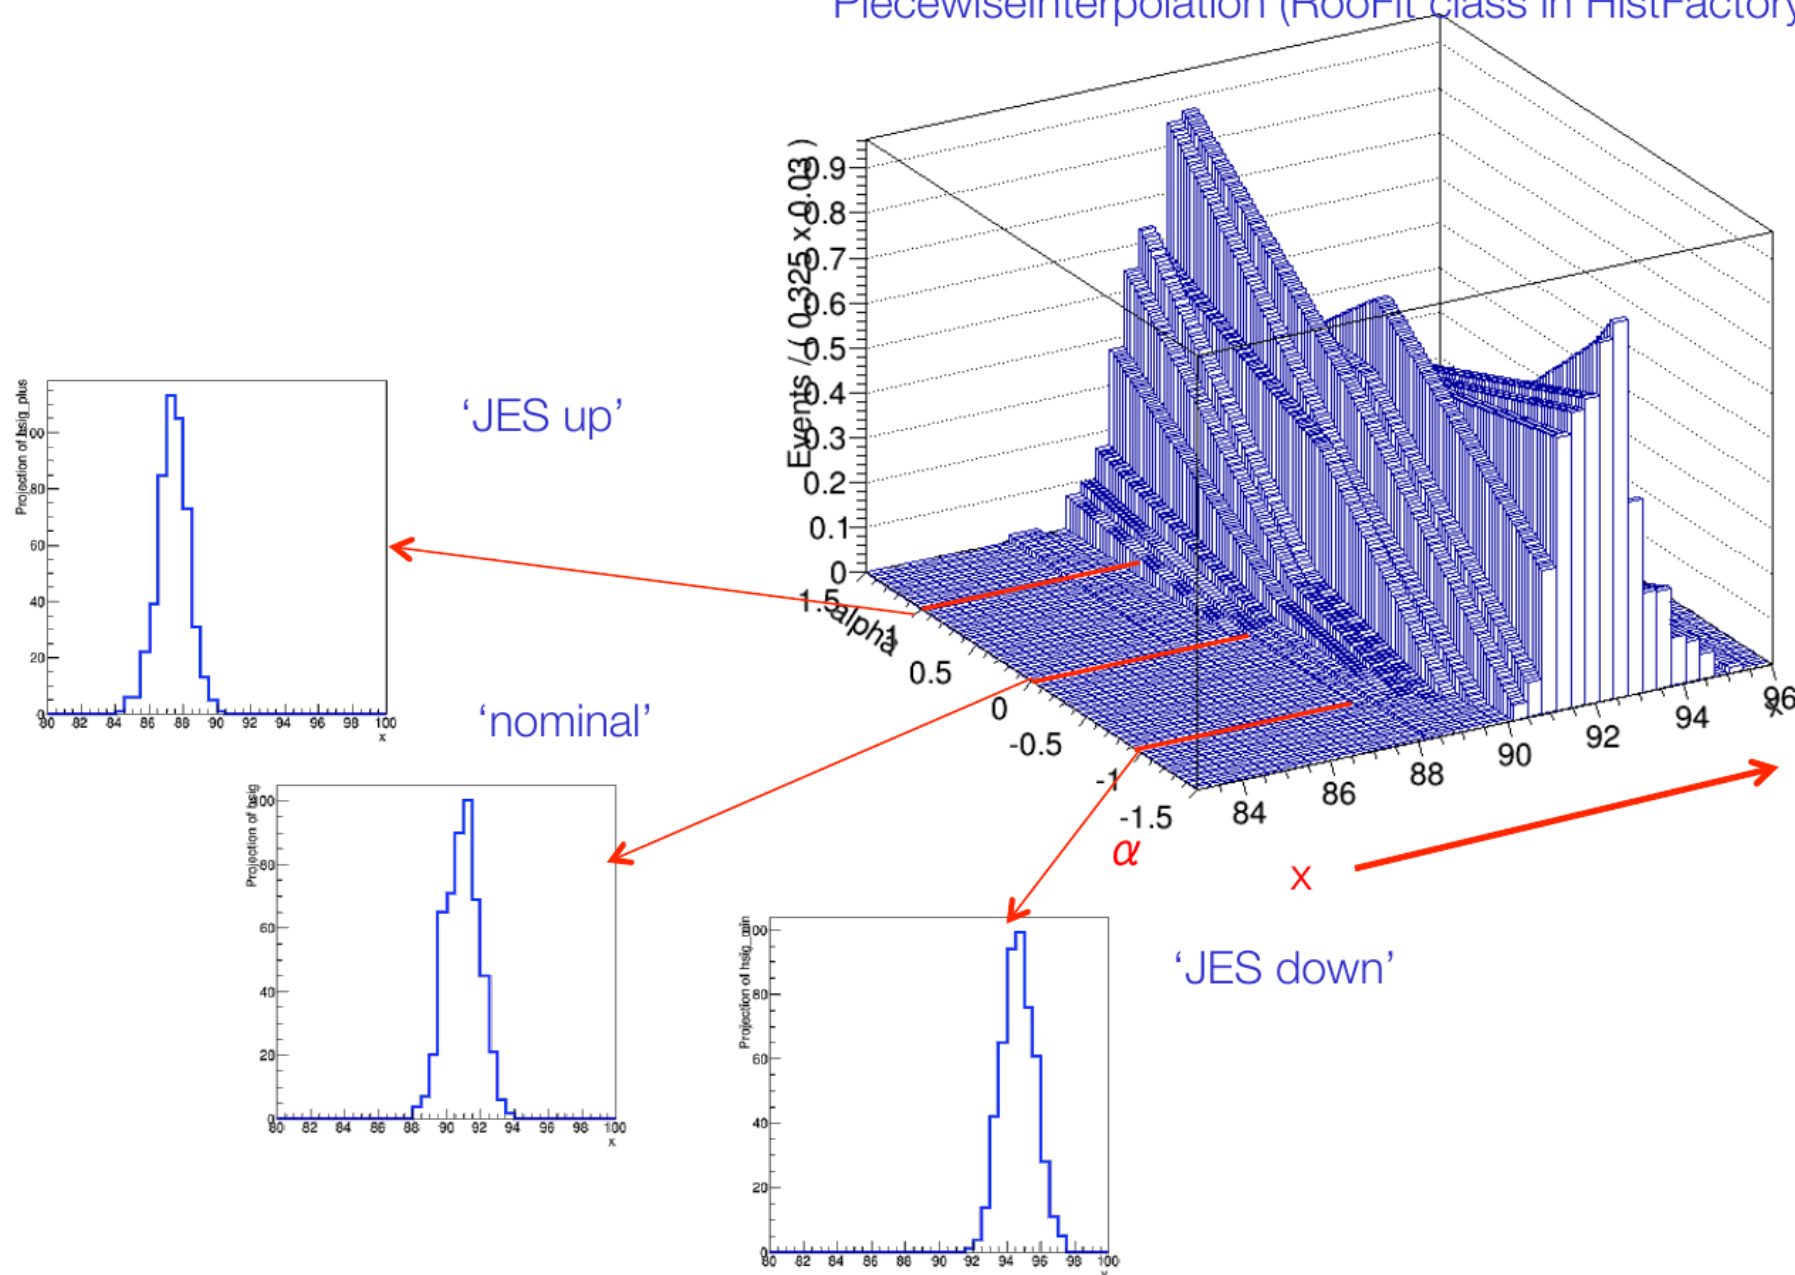 PiecewiseInterpolation (RooFit class in HistFactory
Events / ( 0.325 x 0.03 )
0.9
0.8
0.7
0.6
0.5
0.4
0.3
0.2
0.1
0
1.5
alpha
1
0.5
0
-0.5
-1
-1.5
84
86
88
90
92
94
96
x
α
x
'JES up'
Projection of hsig_plus
100
80
60
40
20
0
80 82 84 86 88 90 92 94 96 98 100
x
'nominal'
Projection of hsig
100
80
60
40
20
0
80 82 84 86 88 90 92 94 96 98 100
x
'JES down'
Projection of hsig_min
100
80
60
40
20
0
80 82 84 86 88 90 92 94 96 98 100